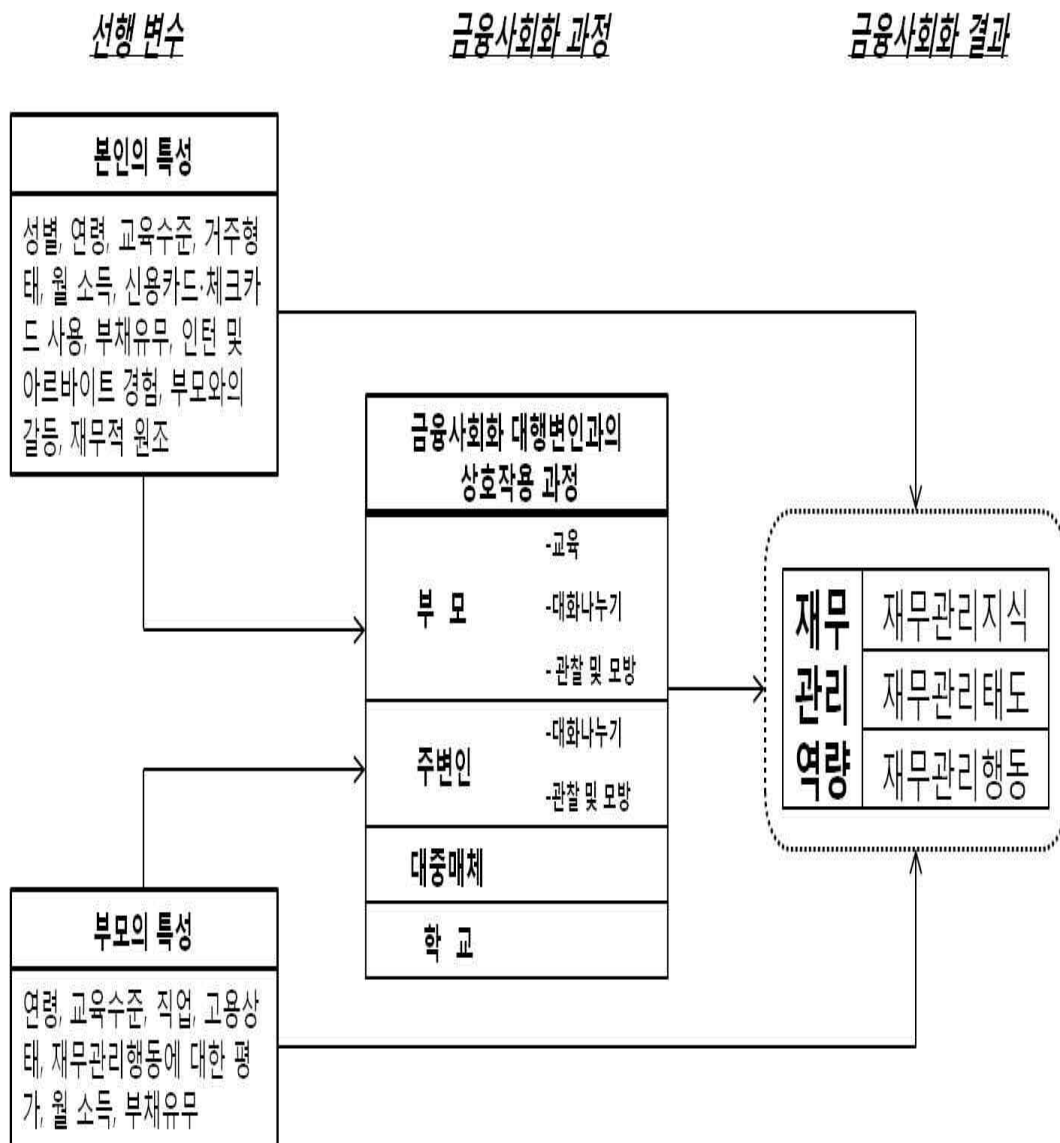 선행 변수
금융사회화 과정
금융사회화 결과
본인의 특성
성별, 연령, 교육수준, 거주형
태, 월 소득, 신용카드·체크카
드 사용, 부채유무, 인턴 및
아르바이트 경험, 부모와의
갈등, 재무적 원조
금융사회화 대행변인과의
상호작용 과정
부 모
-교육
-대화나누기
- 관찰 및 모방
주변인
-대화나누기
-관찰 및 모방
대중매체
학 교
재무
관리
역량
재무관리지식
재무관리태도
재무관리행동
부모의 특성
연령, 교육수준, 직업, 고용상
태, 재무관리행동에 대한 평
가, 월 소득, 부채유무